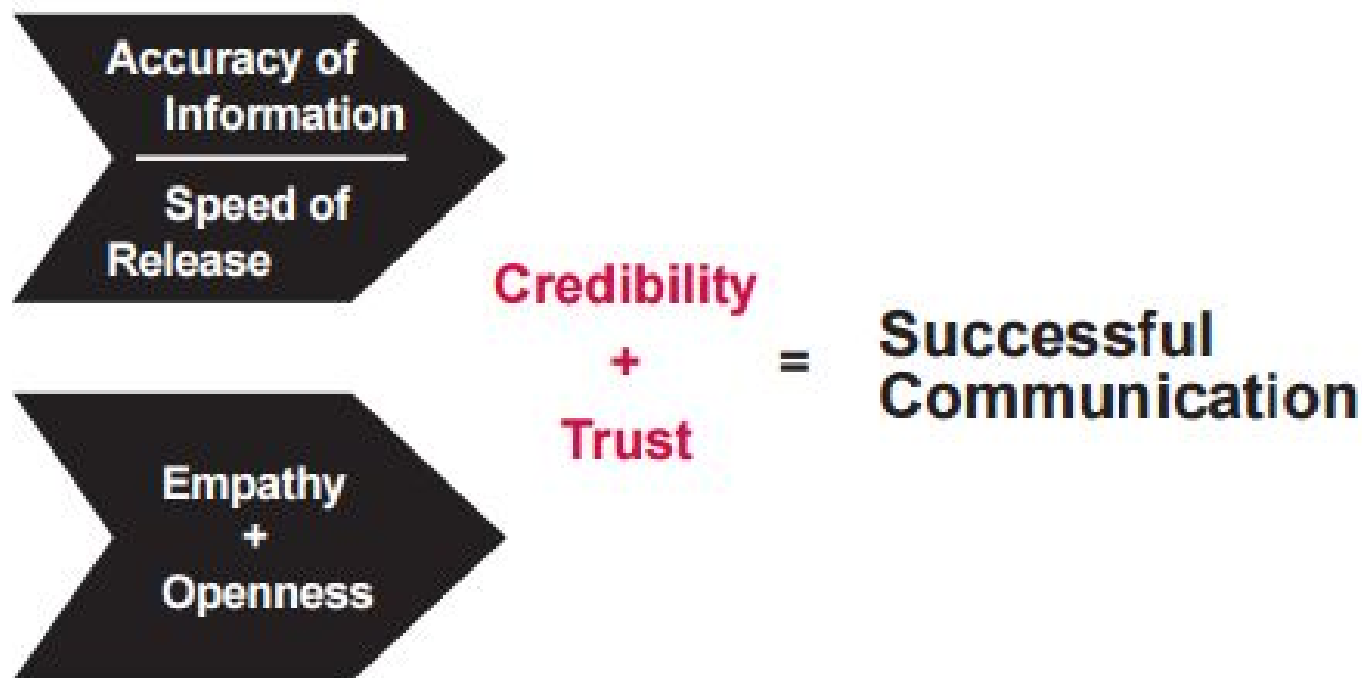 Accuracy of
Information
Speed of
Release
Empathy
+
Openness
Credibility
+
Trust
=
Successful
Communication